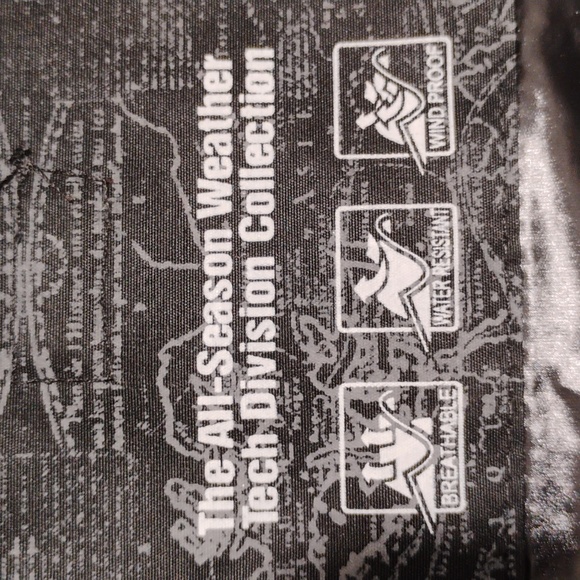 The All-Season Weather
Tech Division Collection
BREATHABLE
WATER RESISTANT
WIND PROOF